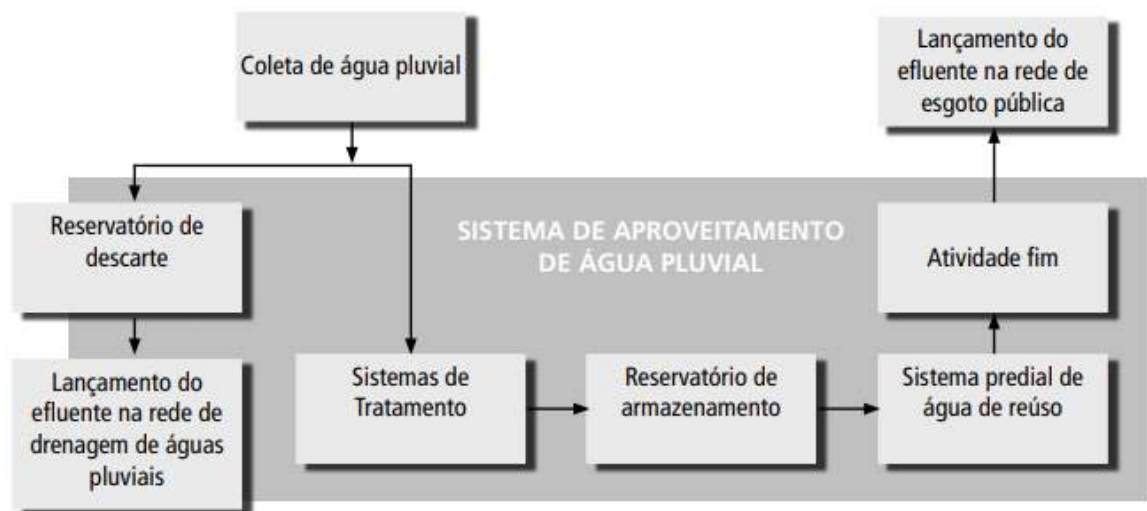 Coleta de água pluvial
Lançamento do
efluente na rede de
esgoto pública
Reservatório de
descarte
SISTEMA DE APROVEITAMENTO
DE ÁGUA PLUVIAL
Atividade fim
Lançamento do
efluente na rede de
drenagem de águas
pluviais
Sistemas de
Tratamento
Reservatório de
armazenamento
Sistema predial de
água de reúso